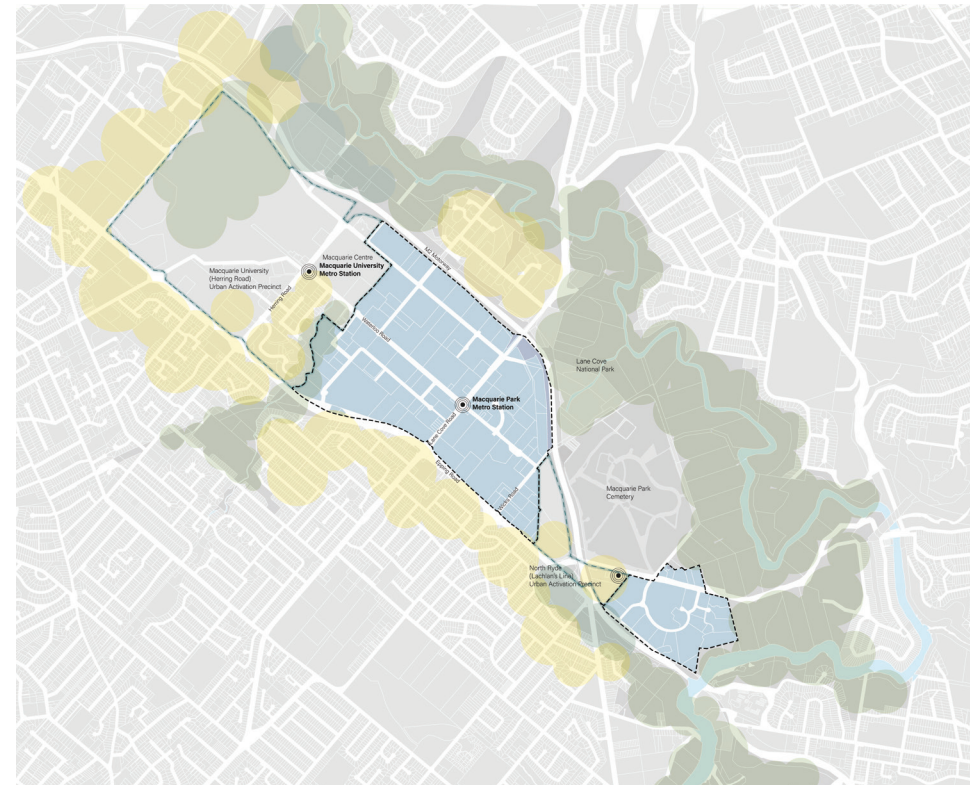 M2 Motorway
Macquarie Centre
Macquarie University
Metro Station
Macquarie University
(Herring Road)
Urban Activation Precinct
Herring Road
Waterloo Road
Lane Cove
National Park
Macquarie Park
Metro Station
Lane Cove Road
Epping Road
Wicks Road
Macquarie Park
Cemetery
North Ryde
(Lachlan's Line)
Urban Activation Precinct